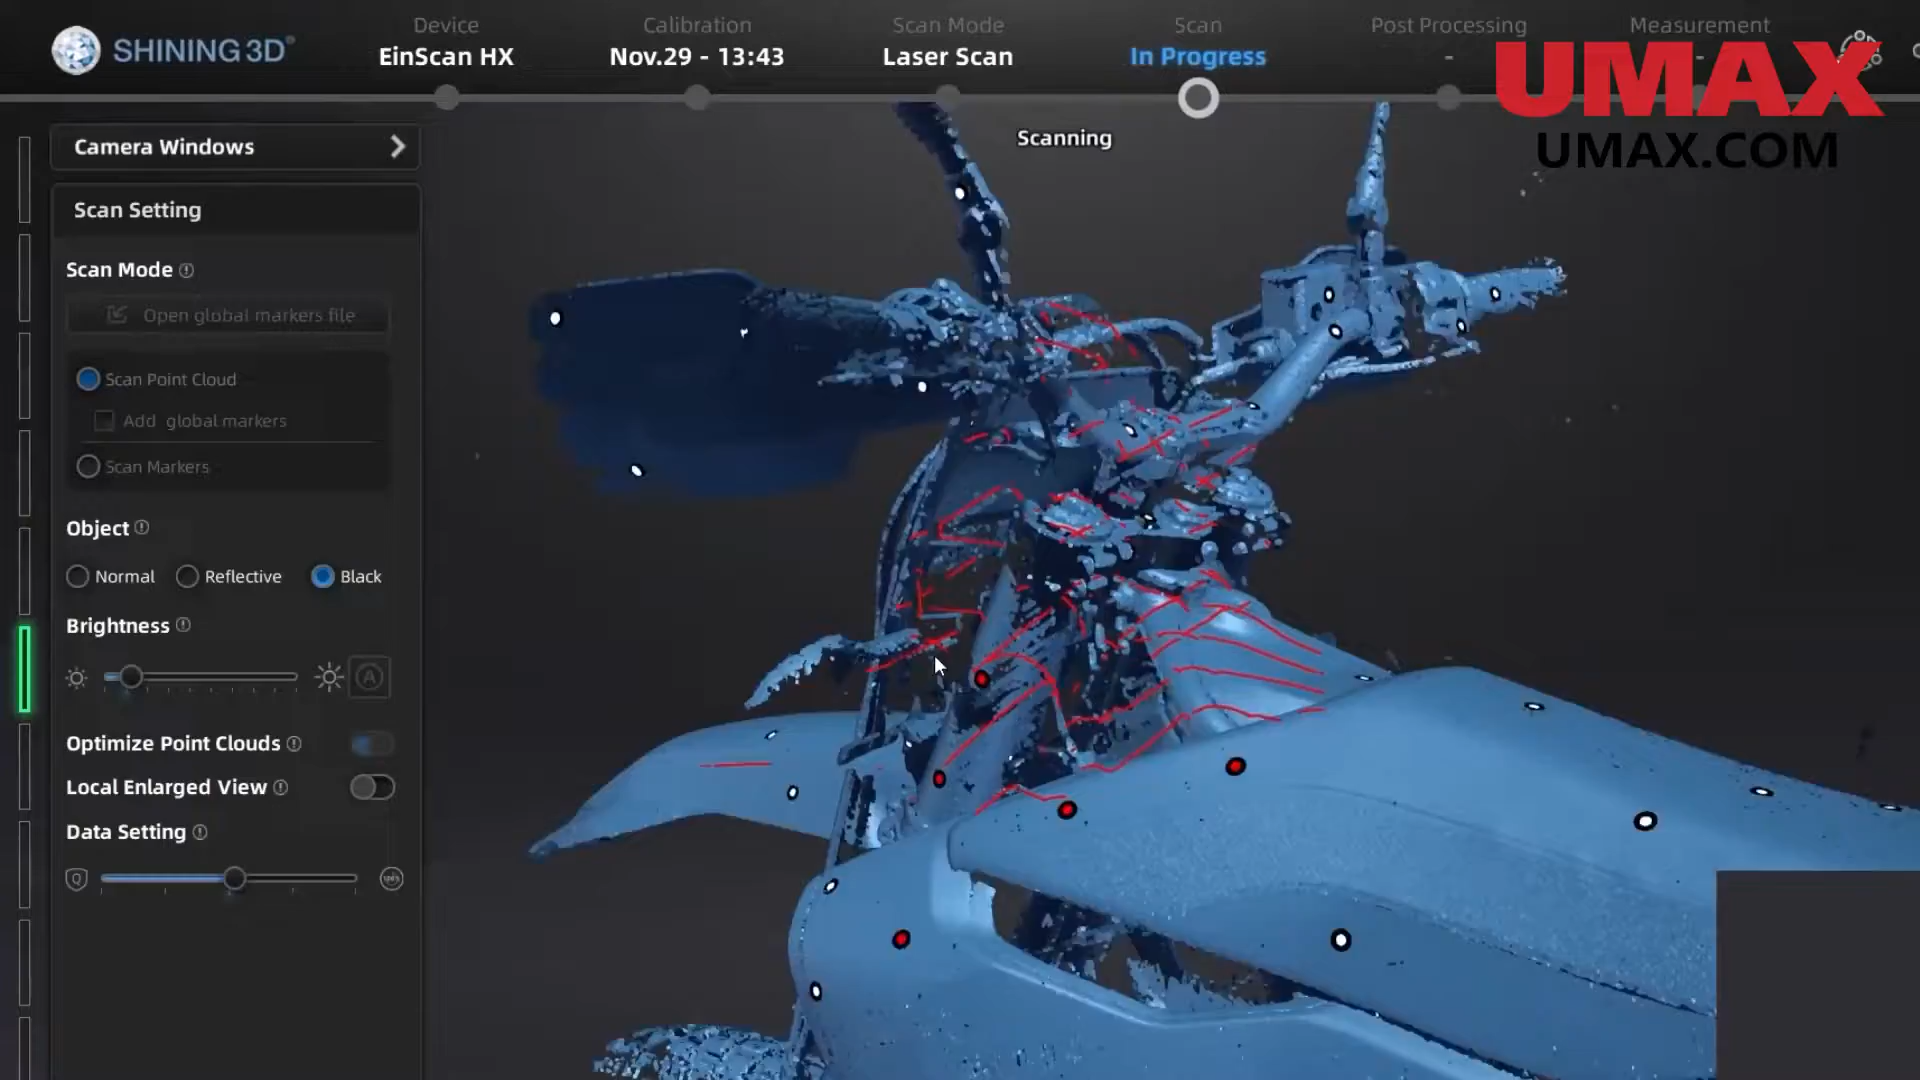 SHINING 3D®
Device
EinScan HX
Calibration
Nov.29 - 13:43
Scan Mode
Laser Scan
Scan
In Progress
Post Processing
-
Measurement
-
UMAX
UMAX.COM
Scanning
Camera Windows
Scan Setting
Scan Mode
Open global markers file
Scan Point Cloud
Add global markers
Scan Markers
Object
Normal Reflective Black
Brightness
A
Optimize Point Clouds
Local Enlarged View
Data Setting
Q